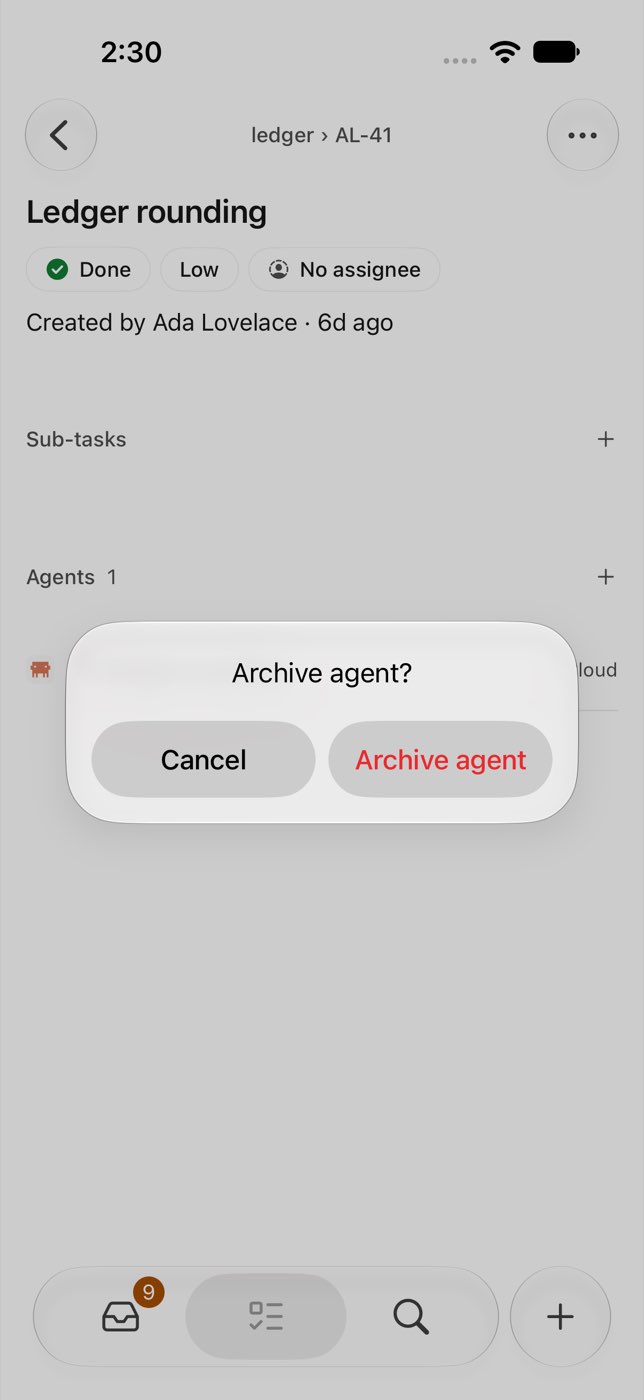 2:30
ledger › AL-41
Ledger rounding
Done
Low
No assignee
Created by Ada Lovelace · 6d ago
Sub-tasks
Agents 1
Archive agent?
Cancel
Archive agent
9